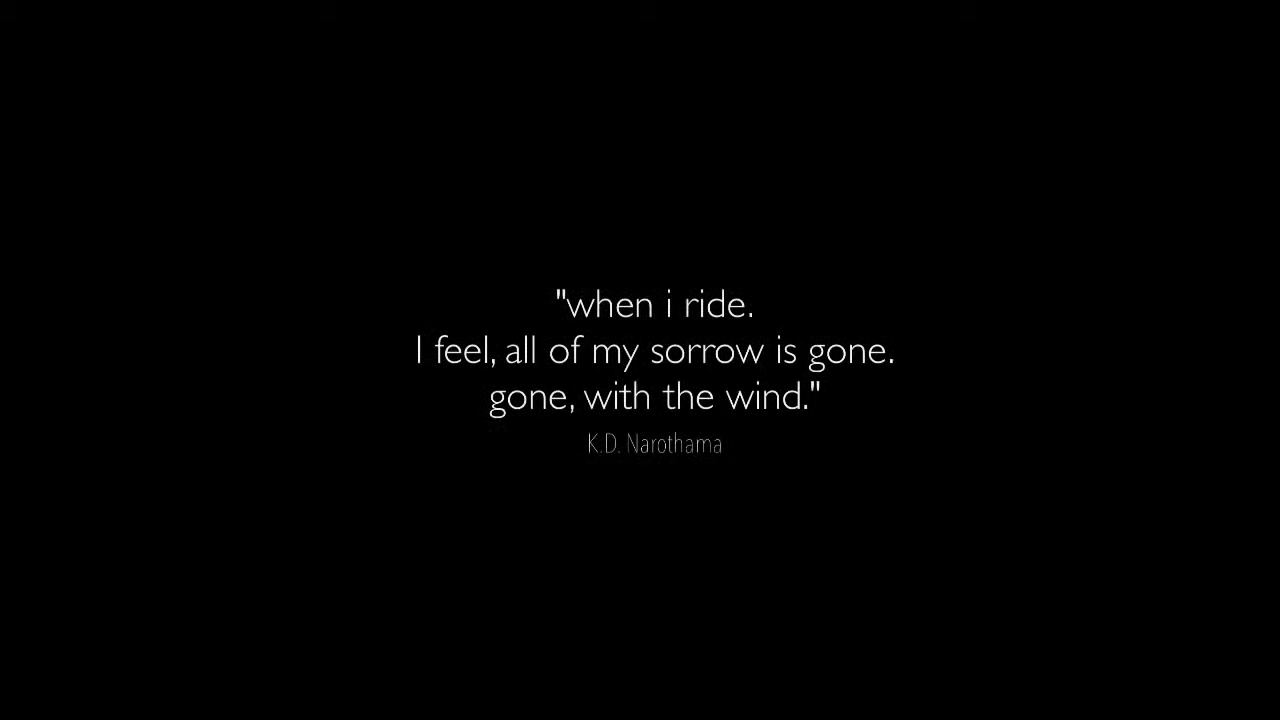 "when i ride.
I feel, all of my sorrow is gone.
gone, with the wind."
K.D. Narothama